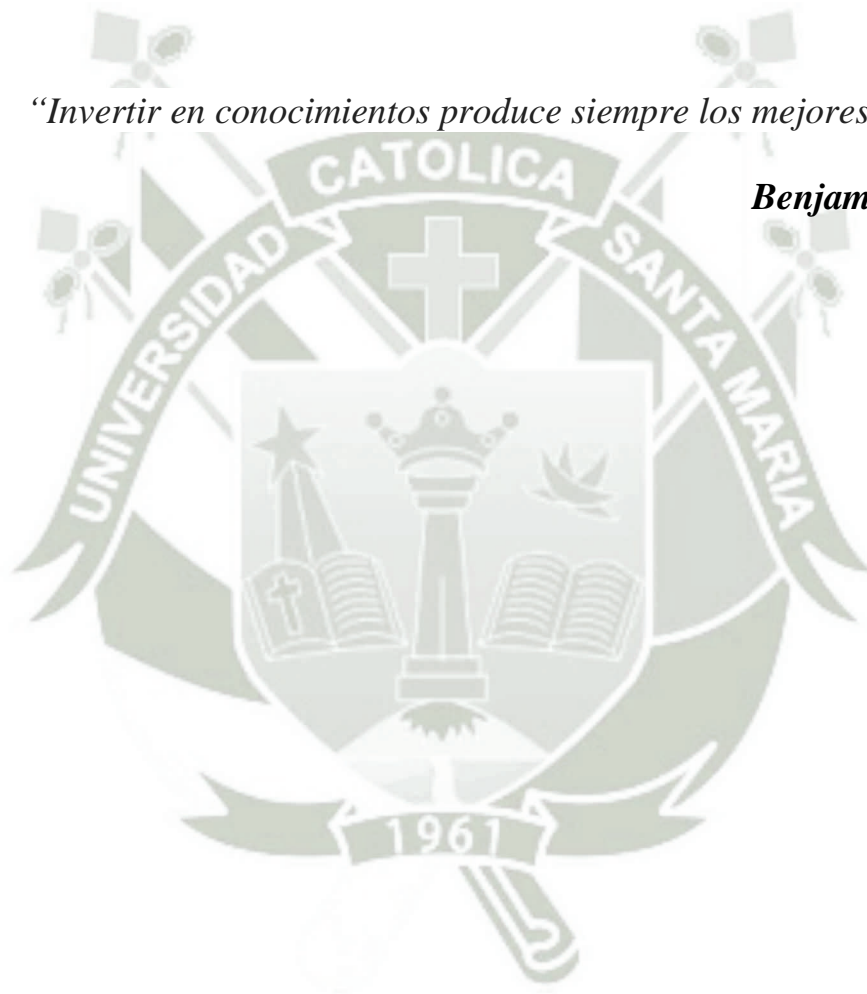 “Invertir en conocimientos produce siempre los mejores
Benjam
CATOLICA
UNIVERSIDAD
SANTA MARIA
1961